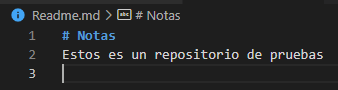 Readme.md > # Notas
1 # Notas
2 Estos es un repositorio de pruebas
3